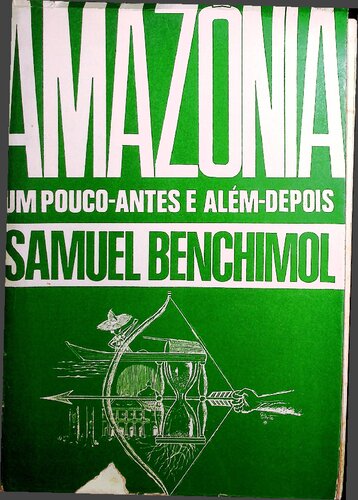 AMAZÔNIA
UM POUCO-ANTES E ALÉM-DEPOIS
SAMUEL BENCHIMOL